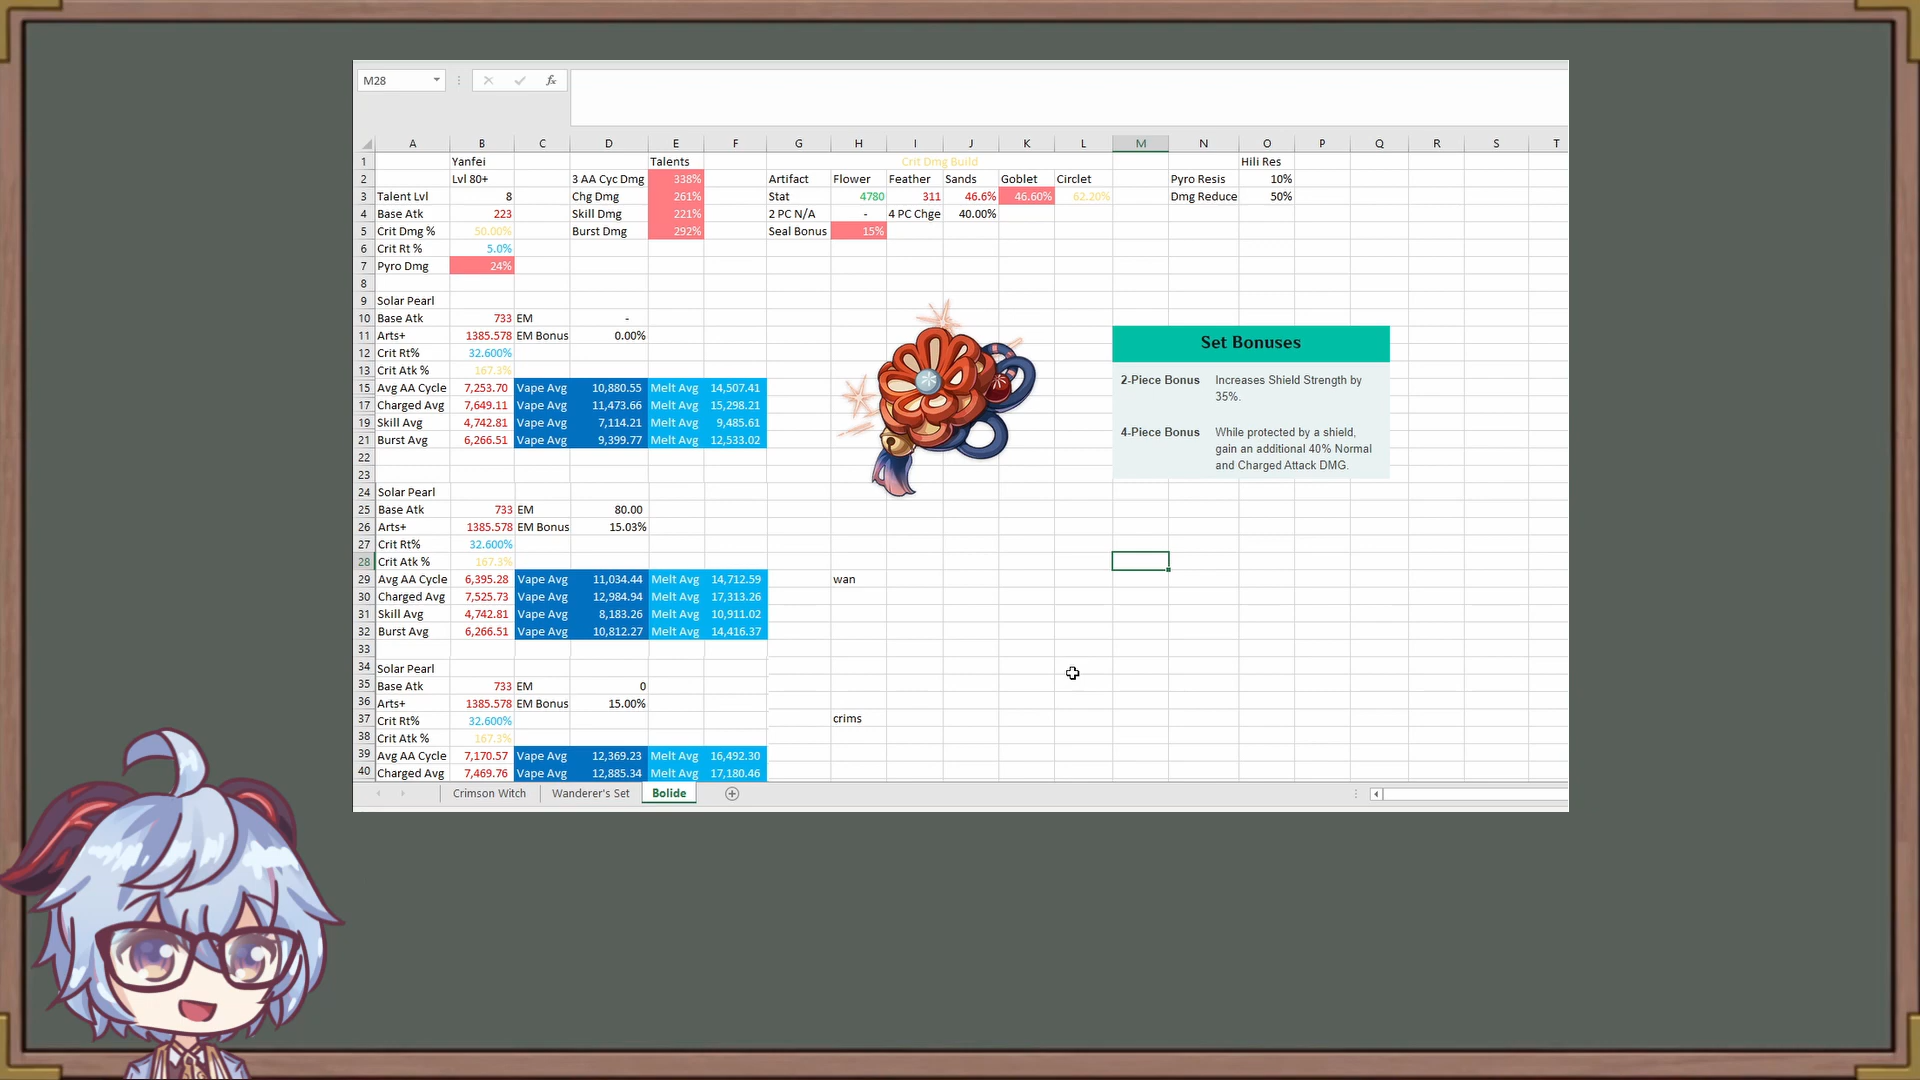 M28 fx
A B C D E F G H I J K L M N O P Q R S T
1 Yanfei Talents Crit Dmg Build Hili Res
2 Lvl 80+ 3 AA Cyc Dmg 338% Artifact Flower Feather Sands Goblet Circlet Pyro Resis 10%
3 Talent Lvl 8 Chg Dmg 261% Stat 4780 311 46.6% 46.60% 62.20% Dmg Reduce 50%
4 Base Atk 223 Skill Dmg 221% 2 PC N/A - 4 PC Chge 40.00%
5 Crit Dmg % 50.00% Burst Dmg 292% Seal Bonus 15%
6 Crit Rt % 5.0%
7 Pyro Dmg 24%
8
9 Solar Pearl
10 Base Atk 733 EM -
11 Arts+ 1385.578 EM Bonus 0.00%
12 Crit Rt% 32.600%
13 Crit Atk % 167.3%
15 Avg AA Cycle 7,253.70 Vape Avg 10,880.55 Melt Avg 14,507.41
17 Charged Avg 7,649.11 Vape Avg 11,473.66 Melt Avg 15,298.21
19 Skill Avg 4,742.81 Vape Avg 7,114.21 Melt Avg 9,485.61
21 Burst Avg 6,266.51 Vape Avg 9,399.77 Melt Avg 12,533.02
22
23
24 Solar Pearl
25 Base Atk 733 EM 80.00
26 Arts+ 1385.578 EM Bonus 15.03%
27 Crit Rt% 32.600%
28 Crit Atk % 167.3%
29 Avg AA Cycle 6,395.28 Vape Avg 11,034.44 Melt Avg 14,712.59 wan
30 Charged Avg 7,525.73 Vape Avg 12,984.94 Melt Avg 17,313.26
31 Skill Avg 4,742.81 Vape Avg 8,183.26 Melt Avg 10,911.02
32 Burst Avg 6,266.51 Vape Avg 10,812.27 Melt Avg 14,416.37
33
34 Solar Pearl
35 Base Atk 733 EM 0
36 Arts+ 1385.578 EM Bonus 15.00%
37 Crit Rt% 32.600% crims
38 Crit Atk % 167.3%
39 Avg AA Cycle 7,170.57 Vape Avg 12,369.23 Melt Avg 16,492.30
40 Charged Avg 7,469.76 Vape Avg 12,885.34 Melt Avg 17,180.46
Set Bonuses
2-Piece Bonus Increases Shield Strength by
35%.
4-Piece Bonus While protected by a shield,
gain an additional 40% Normal
and Charged Attack DMG.
Crimson Witch Wanderer's Set Bolide